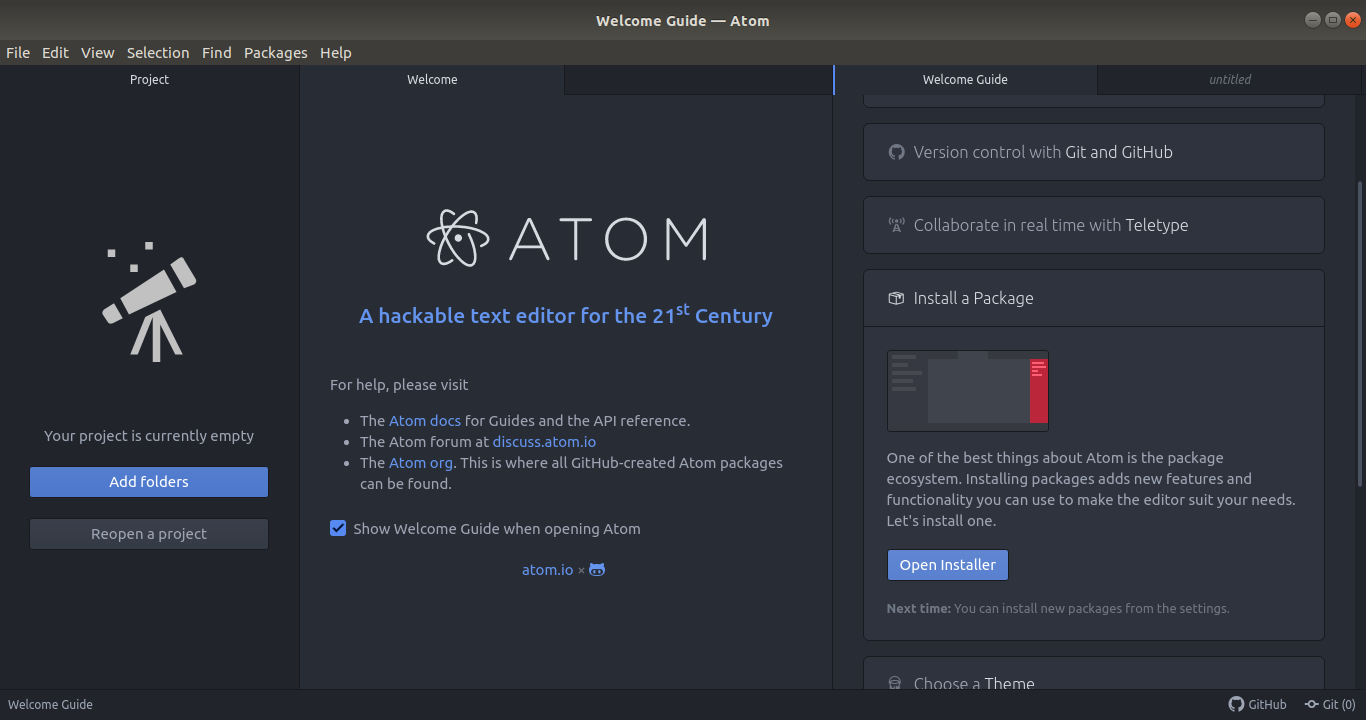 Welcome Guide — Atom
File Edit View Selection Find Packages Help
Project
Welcome
Welcome Guide
untitled
Your project is currently empty
Add folders
Reopen a project
ATOM
A hackable text editor for the 21st Century
For help, please visit
• The Atom docs for Guides and the API reference.
• The Atom forum at discuss.atom.io
• The Atom org. This is where all GitHub-created Atom packages
can be found.
Show Welcome Guide when opening Atom
atom.io ×
Version control with Git and GitHub
Collaborate in real time with Teletype
Install a Package
One of the best things about Atom is the package
ecosystem. Installing packages adds new features and
functionality you can use to make the editor suit your needs.
Let's install one.
Open Installer
Next time: You can install new packages from the settings.
Choose a Theme
Welcome Guide
GitHub
Git (0)